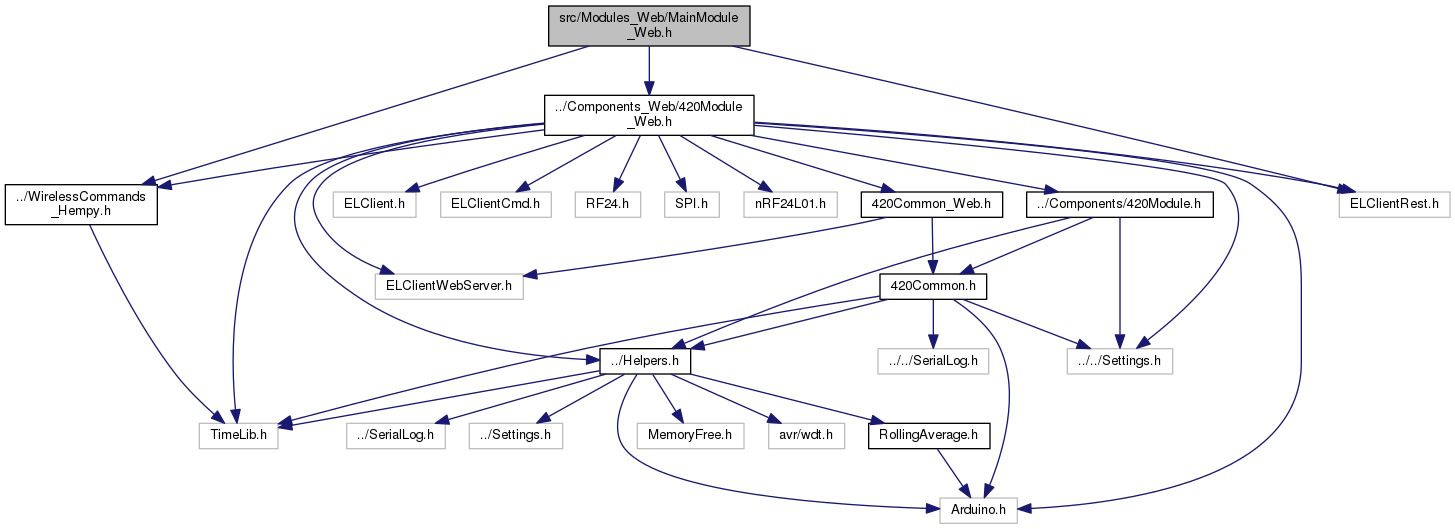 src/Modules_Web/MainModule
_Web.h
../Components_Web/420Module
_Web.h
../WirelessCommands
_Hempy.h
ELClient.h
ELClientCmd.h
RF24.h
SPI.h
nRF24L01.h
420Common_Web.h
../Components/420Module.h
ELClientRest.h
ELClientWebServer.h
420Common.h
../Helpers.h
../../SerialLog.h
../../Settings.h
TimeLib.h
../SerialLog.h
../Settings.h
MemoryFree.h
avr/wdt.h
RollingAverage.h
Arduino.h